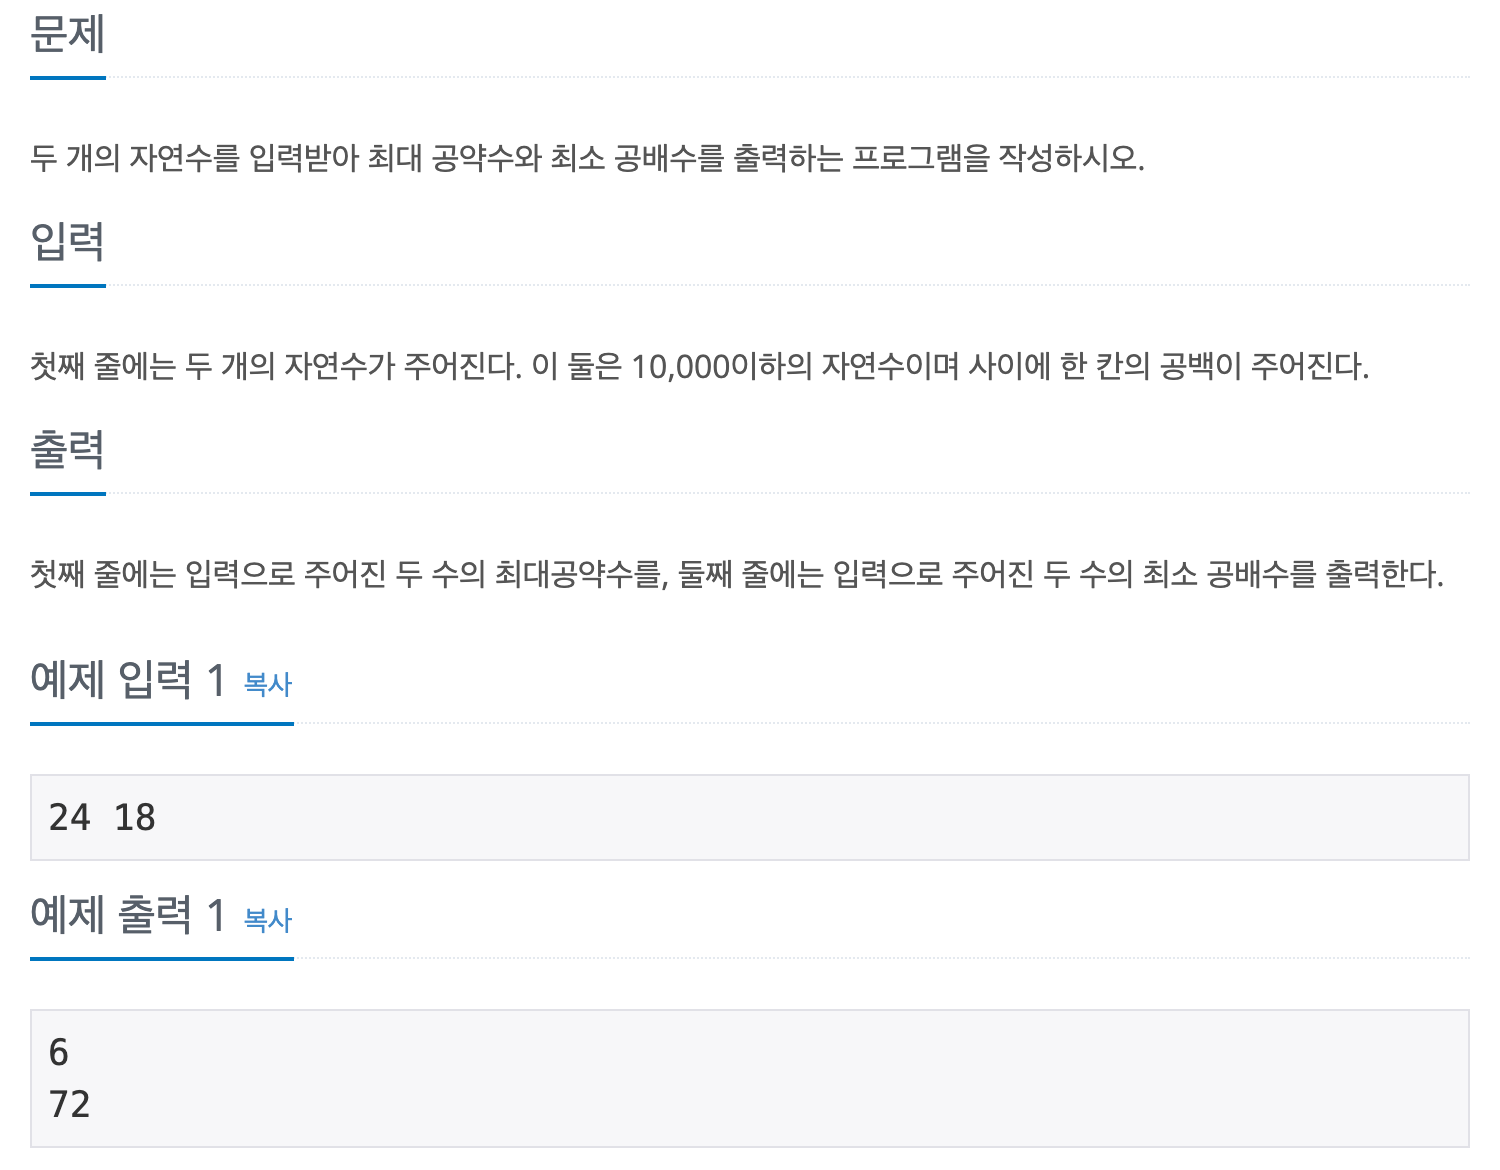 문제
두 개의 자연수를 입력받아 최대 공약수와 최소 공배수를 출력하는 프로그램을 작성하시오.
입력
첫째 줄에는 두 개의 자연수가 주어진다. 이 둘은 10,000이하의 자연수이며 사이에 한 칸의 공백이 주어진다.
출력
첫째 줄에는 입력으로 주어진 두 수의 최대공약수를, 둘째 줄에는 입력으로 주어진 두 수의 최소 공배수를 출력한다.
예제 입력 1 복사
24 18
예제 출력 1 복사
6
72